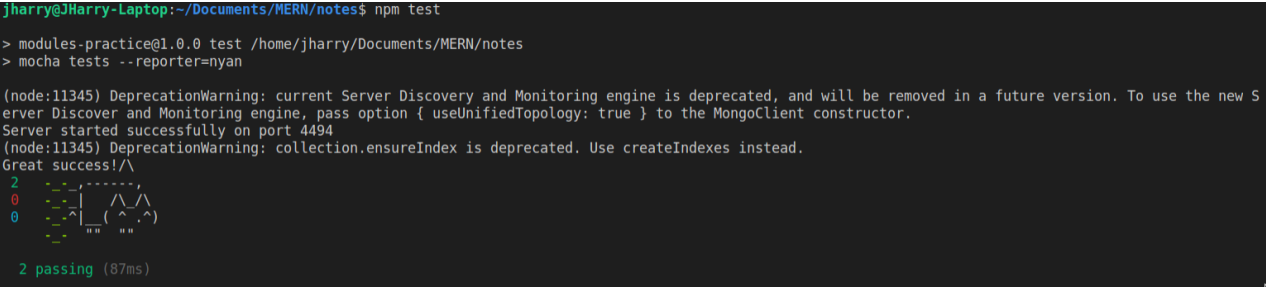 jharry@JHarry-Laptop:~/Documents/MERN/notes$ npm test
> modules-practice@1.0.0 test /home/jharry/Documents/MERN/notes
> mocha tests --reporter=nyan
(node:11345) DeprecationWarning: current Server Discovery and Monitoring engine is deprecated, and will be removed in a future version. To use the new S
erver Discover and Monitoring engine, pass option { useUnifiedTopology: true } to the MongoClient constructor.
Server started successfully on port 4494
(node:11345) DeprecationWarning: collection.ensureIndex is deprecated. Use createIndexes instead.
Great success!/\
 2   -_-_,------,
 0   -_-_|   /\_/\
 0   -_-^|__( ^ .^)
     -_-  ""  ""
  2 passing (87ms)